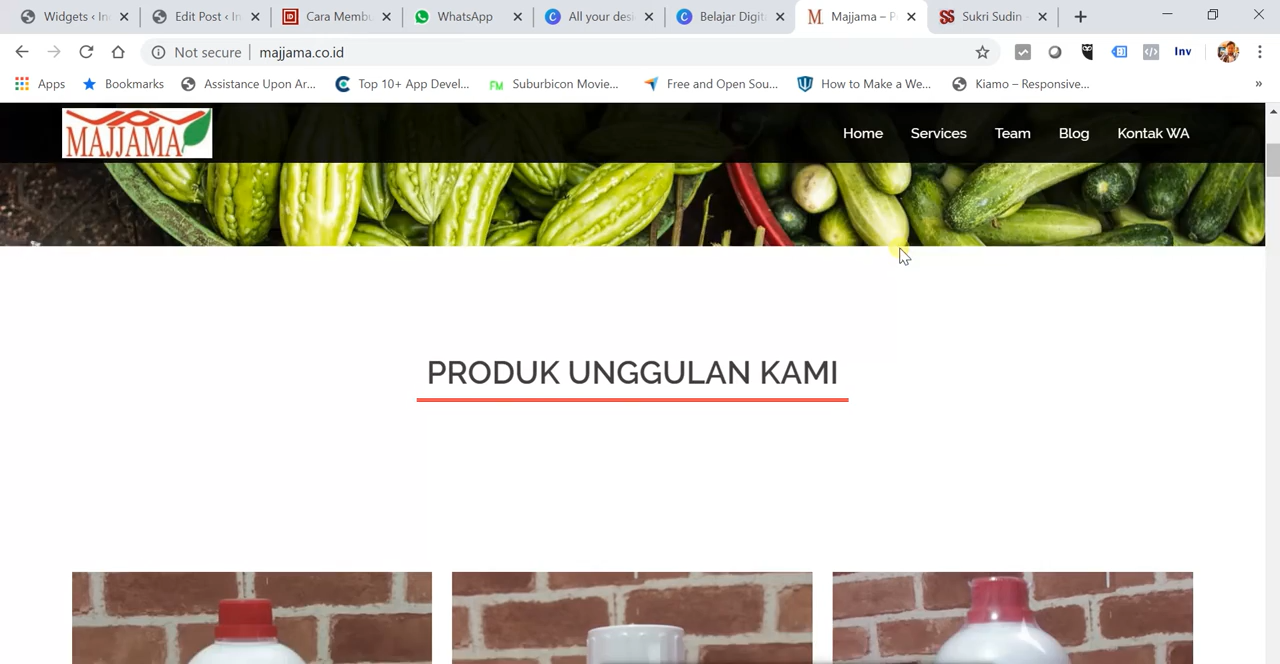 Widgets ‹ In
Edit Post ‹ In
Cara Membu
WhatsApp
All your desi
Belajar Digit
Majjama – P
Sukri Sudin
Not secure
majjama.co.id
Inv
Apps
Bookmarks
Assistance Upon Ar...
Top 10+ App Devel...
FM
Suburbicon Movie...
Free and Open Sou...
How to Make a We...
Kiamo – Responsive...
»
MAJJAMA
Home
Services
Team
Blog
Kontak WA
PRODUK UNGGULAN KAMI